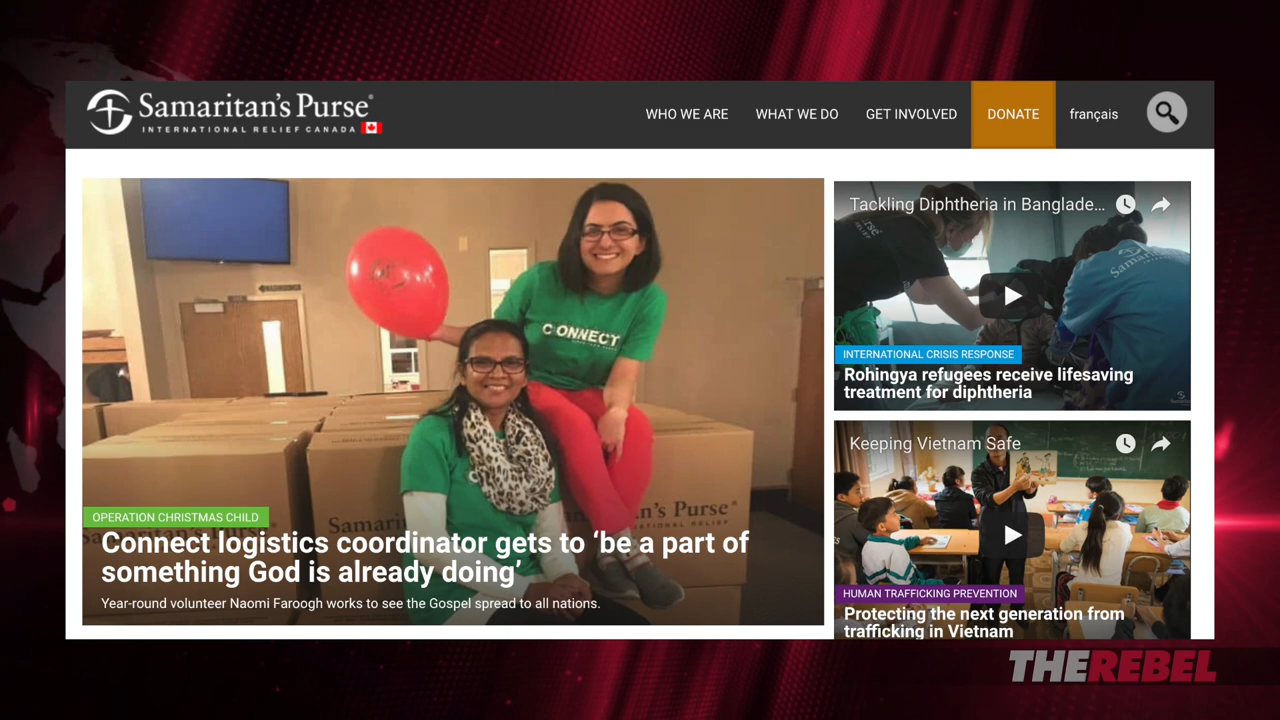 Samaritan's Purse®
INTERNATIONAL RELIEF CANADA
WHO WE ARE
WHAT WE DO
GET INVOLVED
DONATE
français
CONNECT
Samaritan's
n's Purse®
OPERATION CHRISTMAS CHILD
Connect logistics coordinator gets to ‘be a part of
something God is already doing’
Year-round volunteer Naomi Faroogh works to see the Gospel spread to all nations.
Tackling Diphtheria in Banglade...
INTERNATIONAL CRISIS RESPONSE
Rohingya refugees receive lifesaving
treatment for diphtheria
Keeping Vietnam Safe
HUMAN TRAFFICKING PREVENTION
Protecting the next generation from
trafficking in Vietnam
THE REBEL